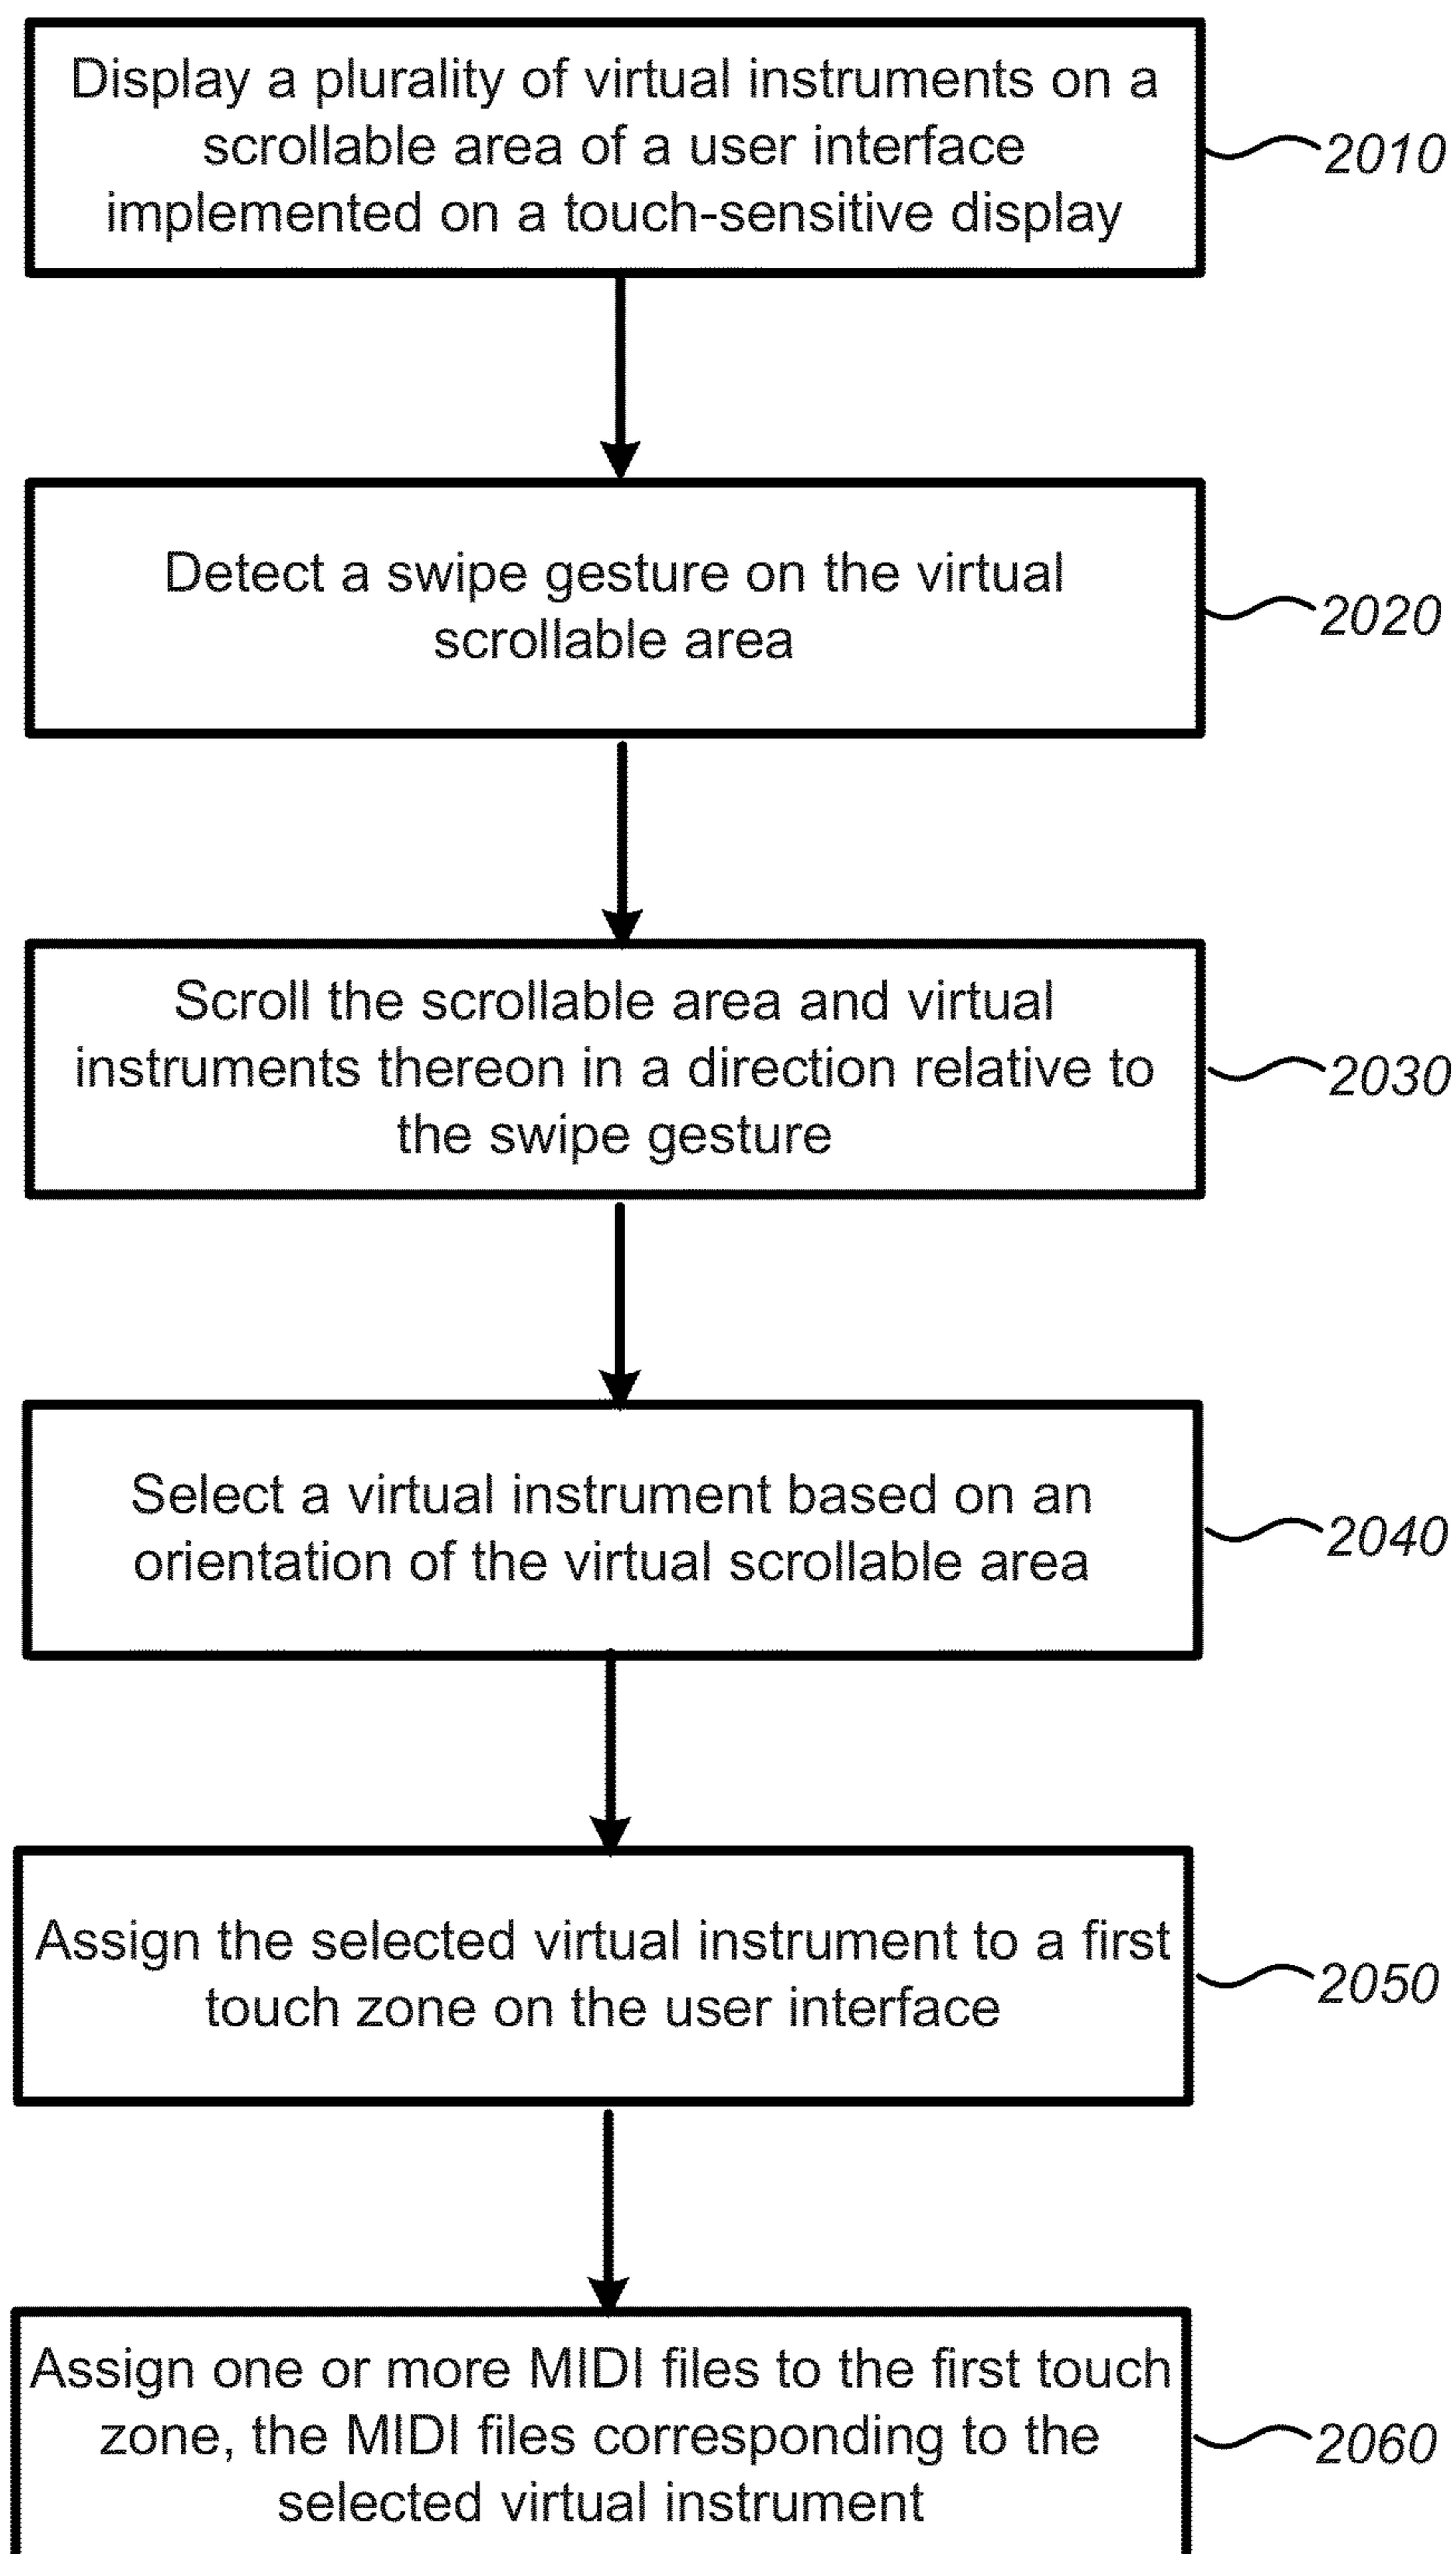 Display a plurality of virtual instruments on a
scrollable area of a user interface
implemented on a touch-sensitive display
2010
Detect a swipe gesture on the virtual
scrollable area
2020
Scroll the scrollable area and virtual
instruments thereon in a direction relative to
the swipe gesture
2030
Select a virtual instrument based on an
orientation of the virtual scrollable area
2040
Assign the selected virtual instrument to a first
touch zone on the user interface
2050
Assign one or more MIDI files to the first touch
zone, the MIDI files corresponding to the
selected virtual instrument
2060